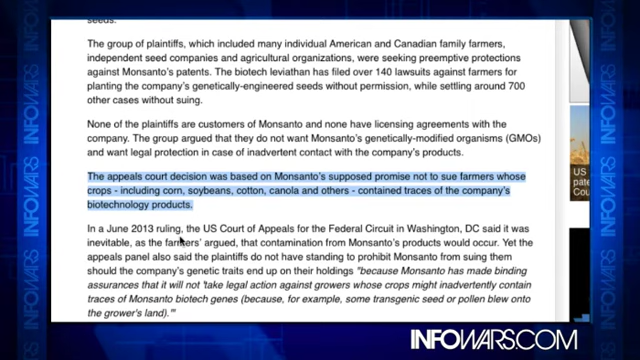 seeds.
The group of plaintiffs, which included many individual American and Canadian family farmers,
independent seed companies and agricultural organizations, were seeking preemptive protections
against Monsanto's patents. The biotech leviathan has filed over 140 lawsuits against farmers for
planting the company's genetically-engineered seeds without permission, while settling around 700
other cases without suing.
None of the plaintiffs are customers of Monsanto and none have licensing agreements with the
company. The group argued that they do not want Monsanto's genetically-modified organisms (GMOs)
and want legal protection in case of inadvertent contact with the company's products.
The appeals court decision was based on Monsanto's supposed promise not to sue farmers whose
crops - including corn, soybeans, cotton, canola and others - contained traces of the company's
biotechnology products.
In a June 2013 ruling, the US Court of Appeals for the Federal Circuit in Washington, DC said it was
inevitable, as the farmers' argued, that contamination from Monsanto's products would occur. Yet the
appeals panel also said the plaintiffs do not have standing to prohibit Monsanto from suing them
should the company's genetic traits end up on their holdings "because Monsanto has made binding
assurances that it will not 'take legal action against growers whose crops might inadvertently contain
traces of Monsanto biotech genes (because, for example, some transgenic seed or pollen blew onto
the grower's land).'"
US
pate
Cou
INFOWARS
INFOWARS
INFOWARS
INFOWARS.COM